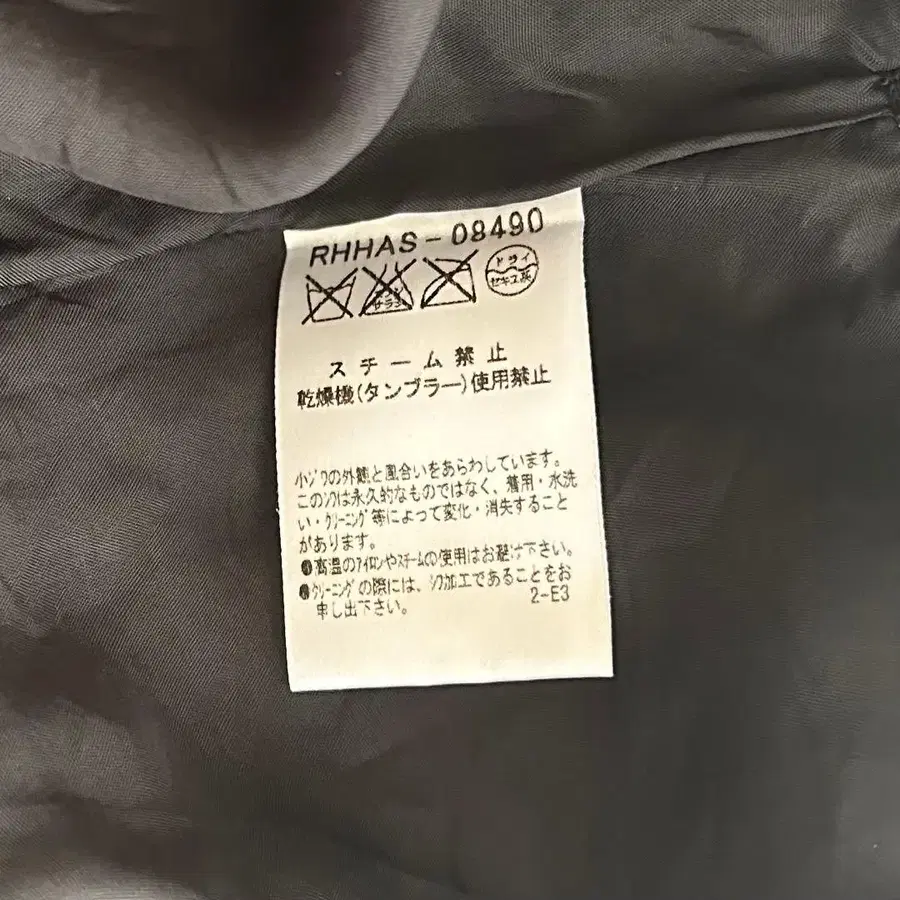 RHHAS-08490
エンソ
サラシ
ドライ
セキユ系
スチーム禁止
乾燥機(タンブラー)使用禁止
小ジワの外観と風合いをあらわしています。
このシワは永久的なものではなく、着用・水洗
い・クリーニング等によって変化・消失すること
があります。
●高温のアイロンやスチームの使用はお避け下さい。
●クリーニングの際には、シワ加工であることをお
申し出下さい。
2-E3